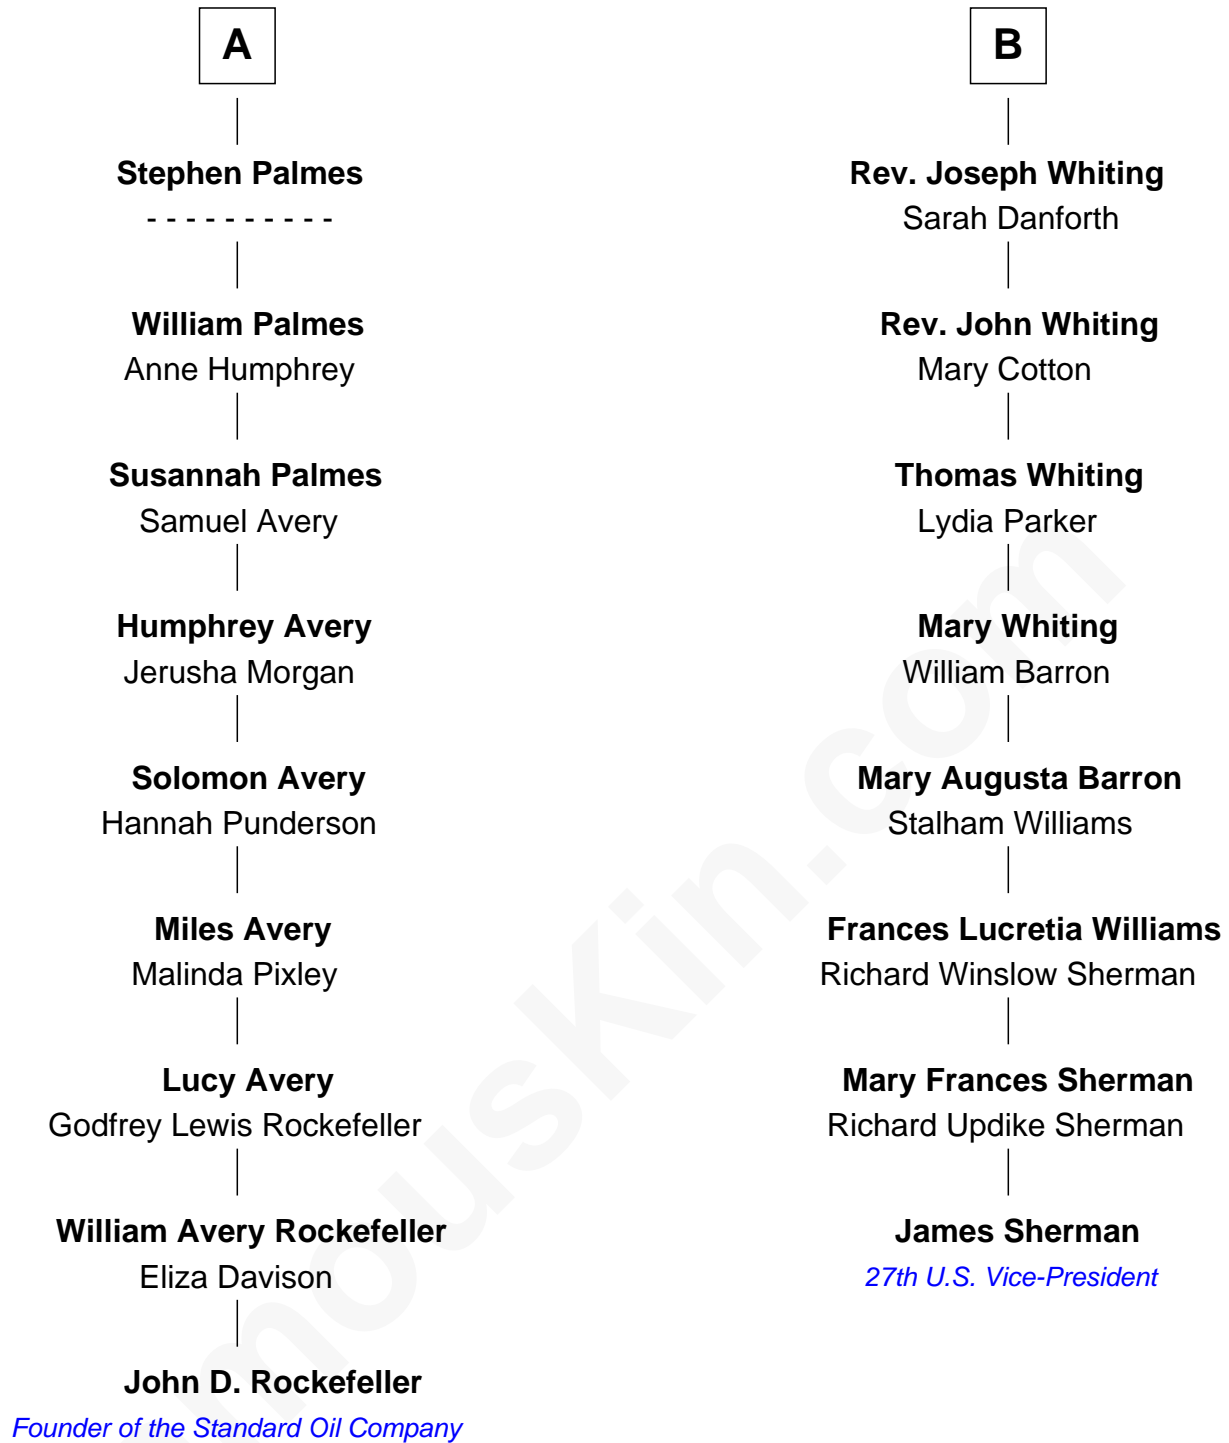 A
Stephen Palmes
- - - - - - - - - -
William Palmes
Anne Humphrey
Susannah Palmes
Samuel Avery
Humphrey Avery
Jerusha Morgan
Solomon Avery
Hannah Punderson
Miles Avery
Malinda Pixley
Lucy Avery
Godfrey Lewis Rockefeller
William Avery Rockefeller
Eliza Davison
John D. Rockefeller
Founder of the Standard Oil Company
B
Rev. Joseph Whiting
Sarah Danforth
Rev. John Whiting
Mary Cotton
Thomas Whiting
Lydia Parker
Mary Whiting
William Barron
Mary Augusta Barron
Stalham Williams
Frances Lucretia Williams
Richard Winslow Sherman
Mary Frances Sherman
Richard Updike Sherman
James Sherman
27th U.S. Vice-President
mousKin.com